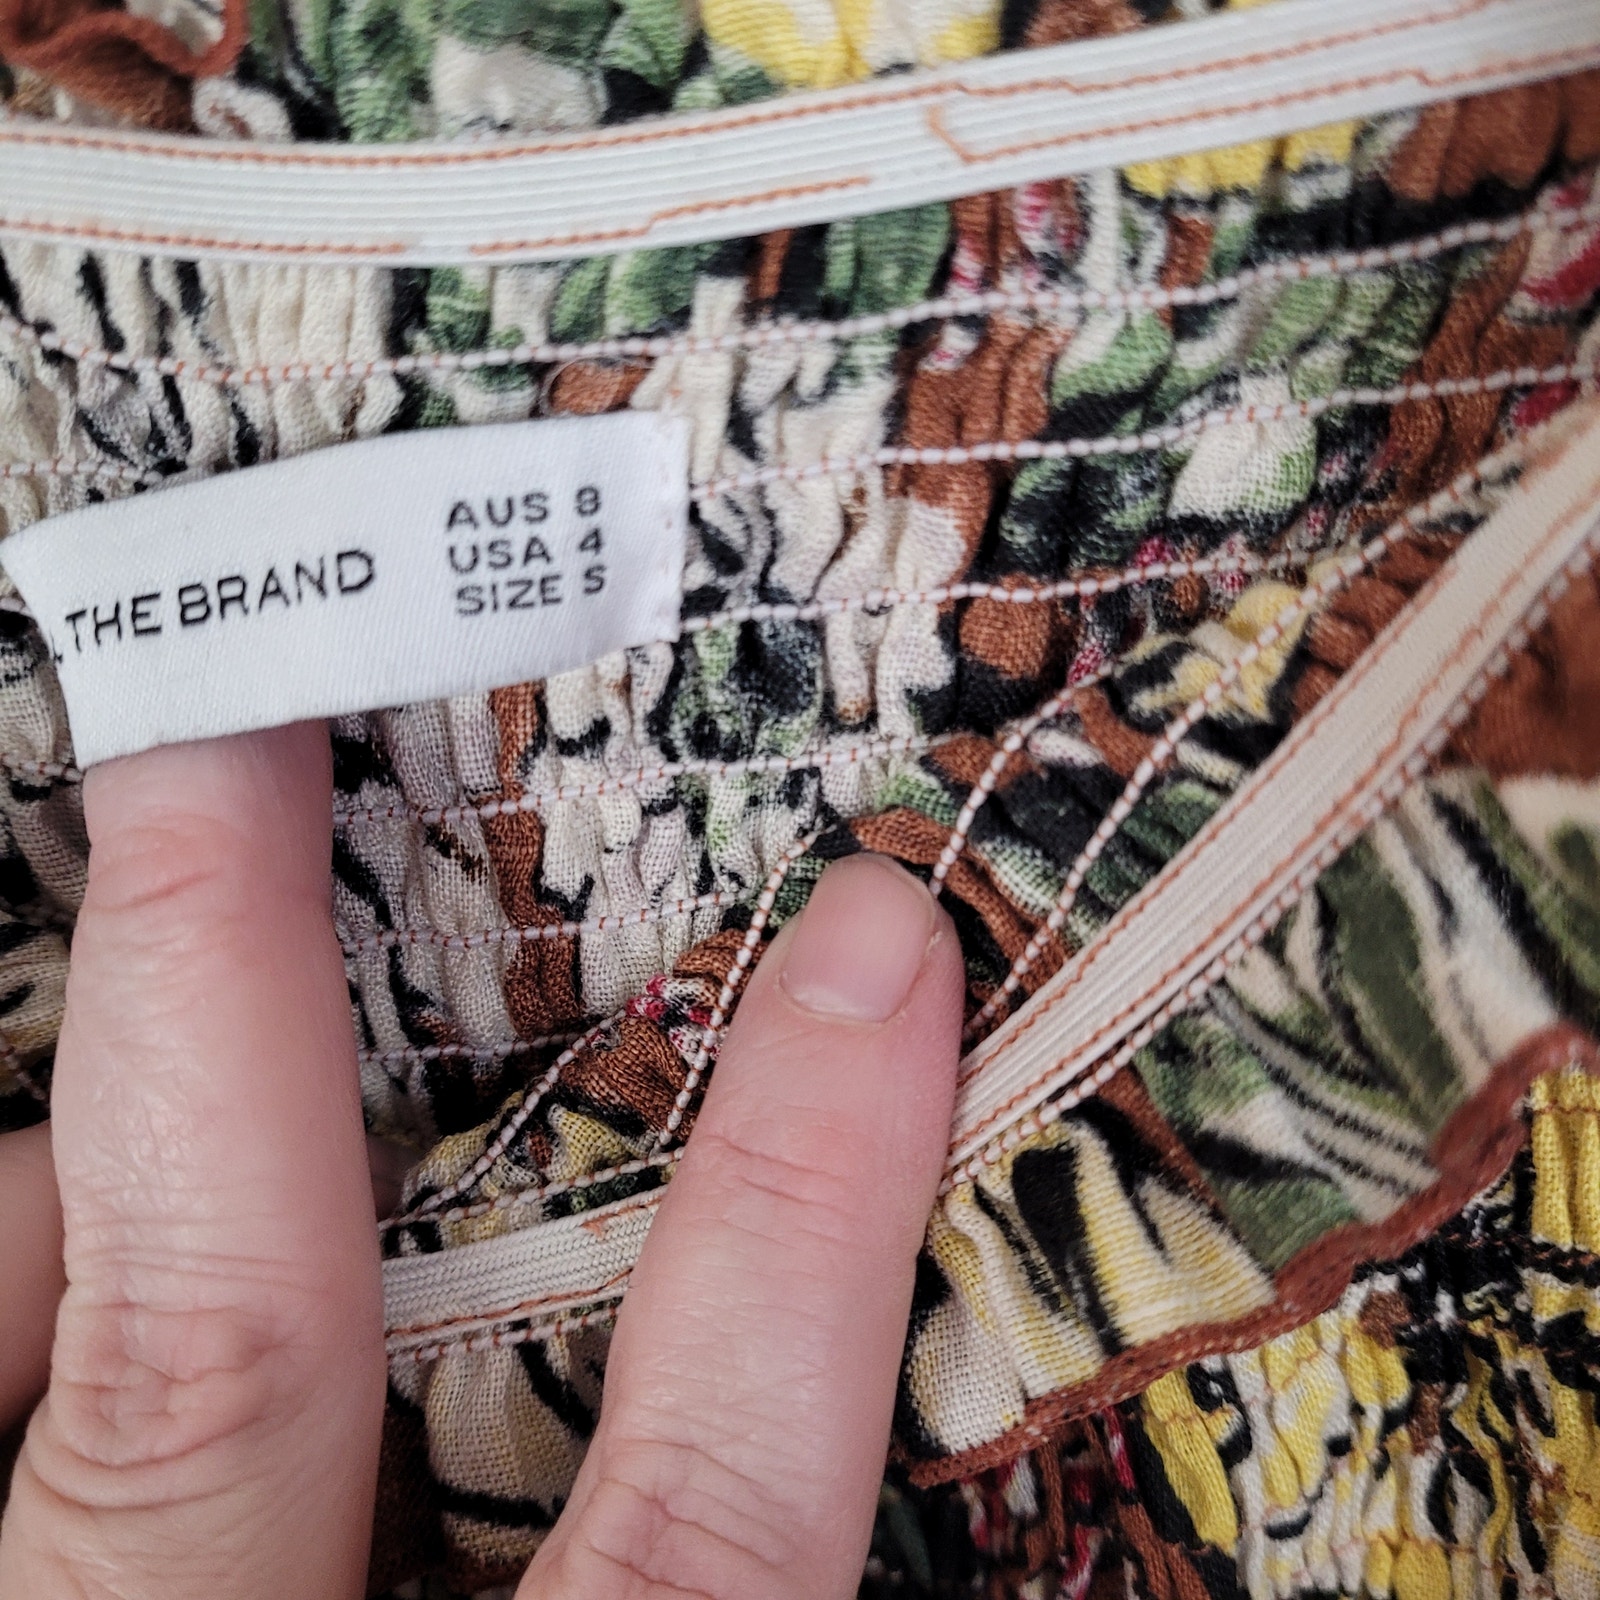 THE BRAND
AUS 8
USA 4
SIZE S